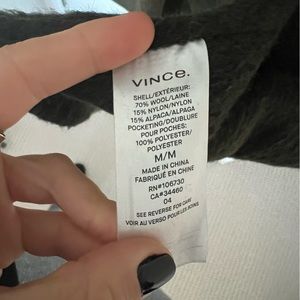 VINCE.
SHELL/EXTÉRIEUR:
70% WOOL/LAINE
15% NYLON/NYLON
15% ALPACA/ALPAGA
POCKETING/DOUBLURE
POUR POCHES:
100% POLYESTER/
POLYESTER
M/M
MADE IN CHINA
FABRIQUÉ EN CHINE
RN#106730
CA#34460
04
SEE REVERSE FOR CARE
VOIR AU VERSO POUR LES SOINS